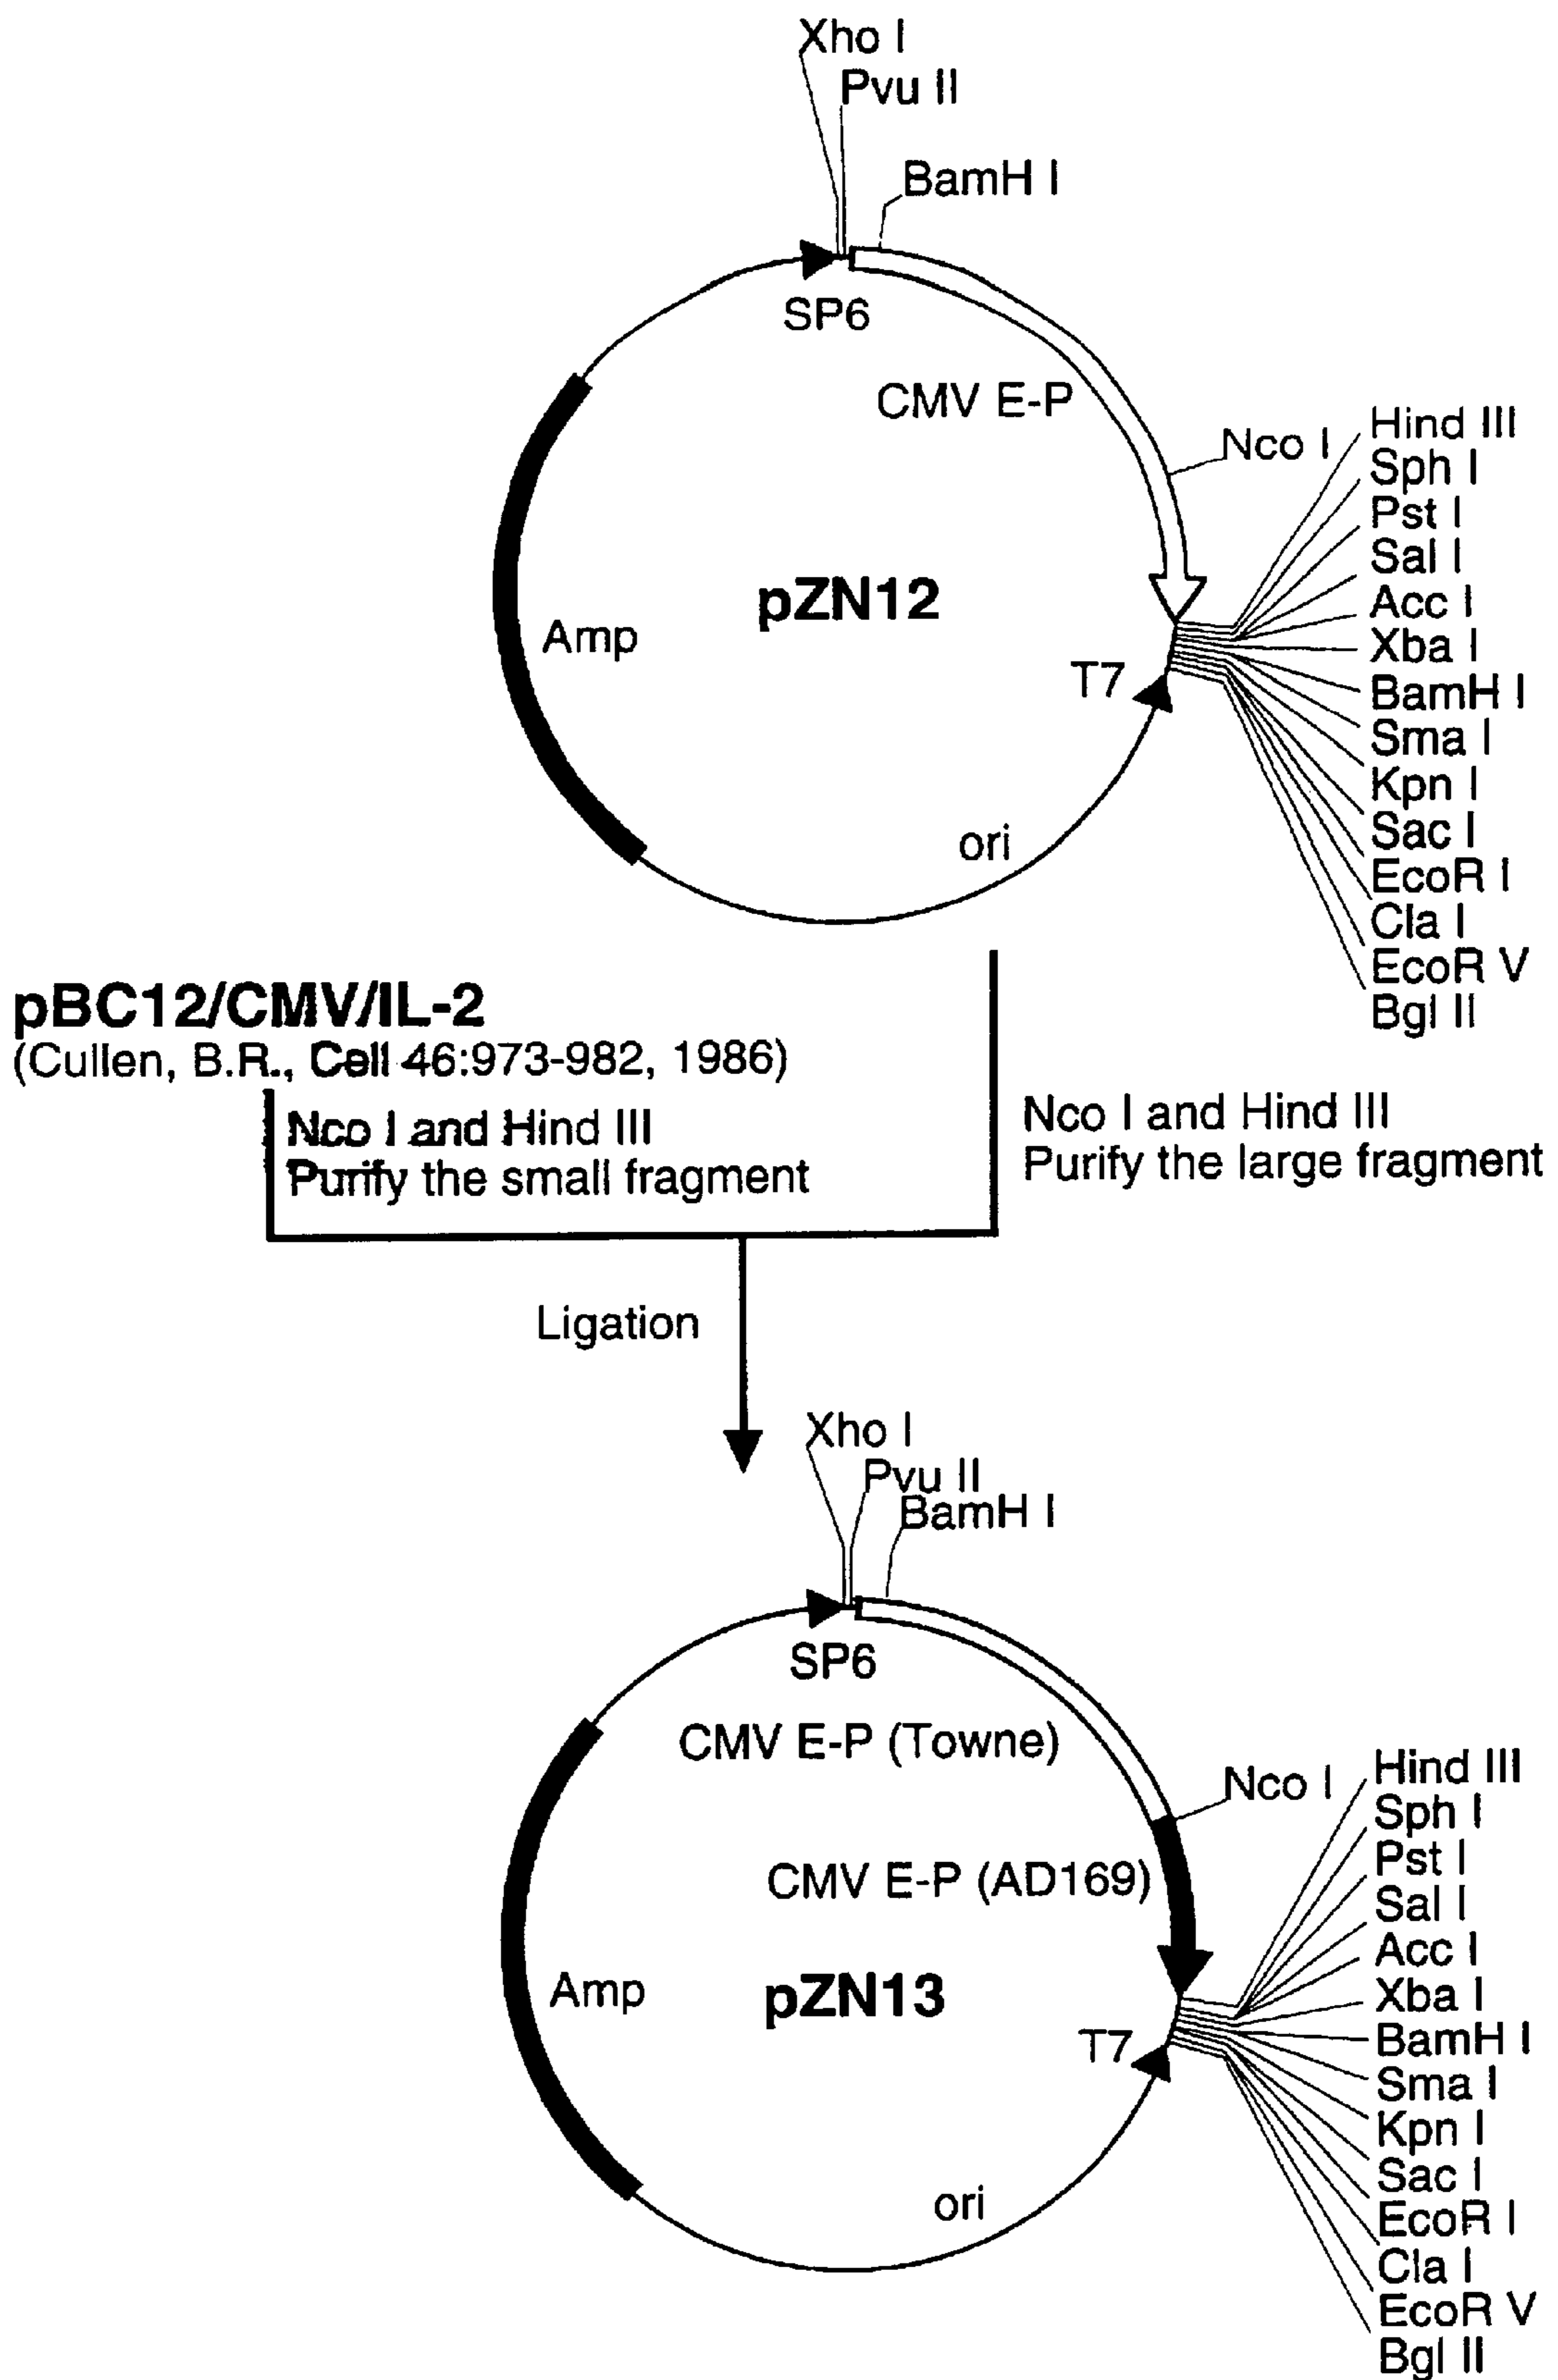 Xho I
Pvu II
BamH I
SP6
CMV E-P
Nco I
Hind III
Sph I
Pst I
Sal I
Acc I
Xba I
BamH I
Sma I
Kpn I
Sac I
EcoR I
Cla I
EcoR V
Bgl II
pZN12
Amp
T7
ori
pBC12/CMV/IL-2
(Cullen, B.R., Cell 46:973-982, 1986)
Nco I and Hind III
Purify the small fragment
Nco I and Hind III
Purify the large fragment
Ligation
Xho I
Pvu II
BamH I
SP6
CMV E-P (Towne)
Nco I
Hind III
Sph I
Pst I
Sal I
Acc I
Xba I
BamH I
Sma I
Kpn I
Sac I
EcoR I
Cla I
EcoR V
Bgl II
CMV E-P (AD169)
Amp
pZN13
T7
ori